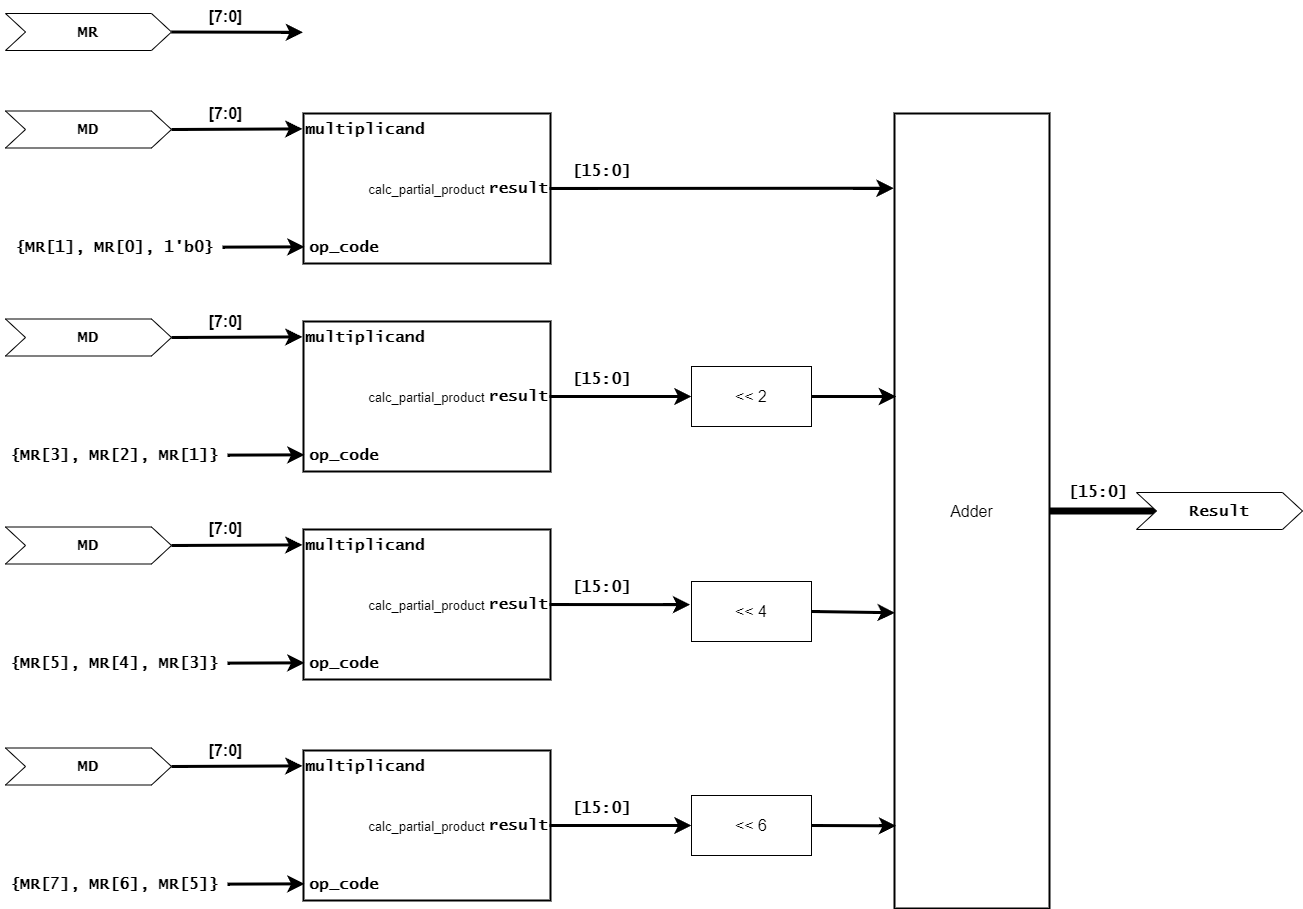 [7:0]
MR
[7:0]
MD
multiplicand
[15:0]
calc_partial_product result
{MR[1], MR[0], 1'b0}
op_code
[7:0]
MD
multiplicand
[15:0]
calc_partial_product result
<< 2
{MR[3], MR[2], MR[1]}
op_code
[15:0]
Adder
Result
[7:0]
MD
multiplicand
[15:0]
calc_partial_product result
<< 4
{MR[5], MR[4], MR[3]}
op_code
[7:0]
MD
multiplicand
[15:0]
calc_partial_product result
<< 6
{MR[7], MR[6], MR[5]}
op_code